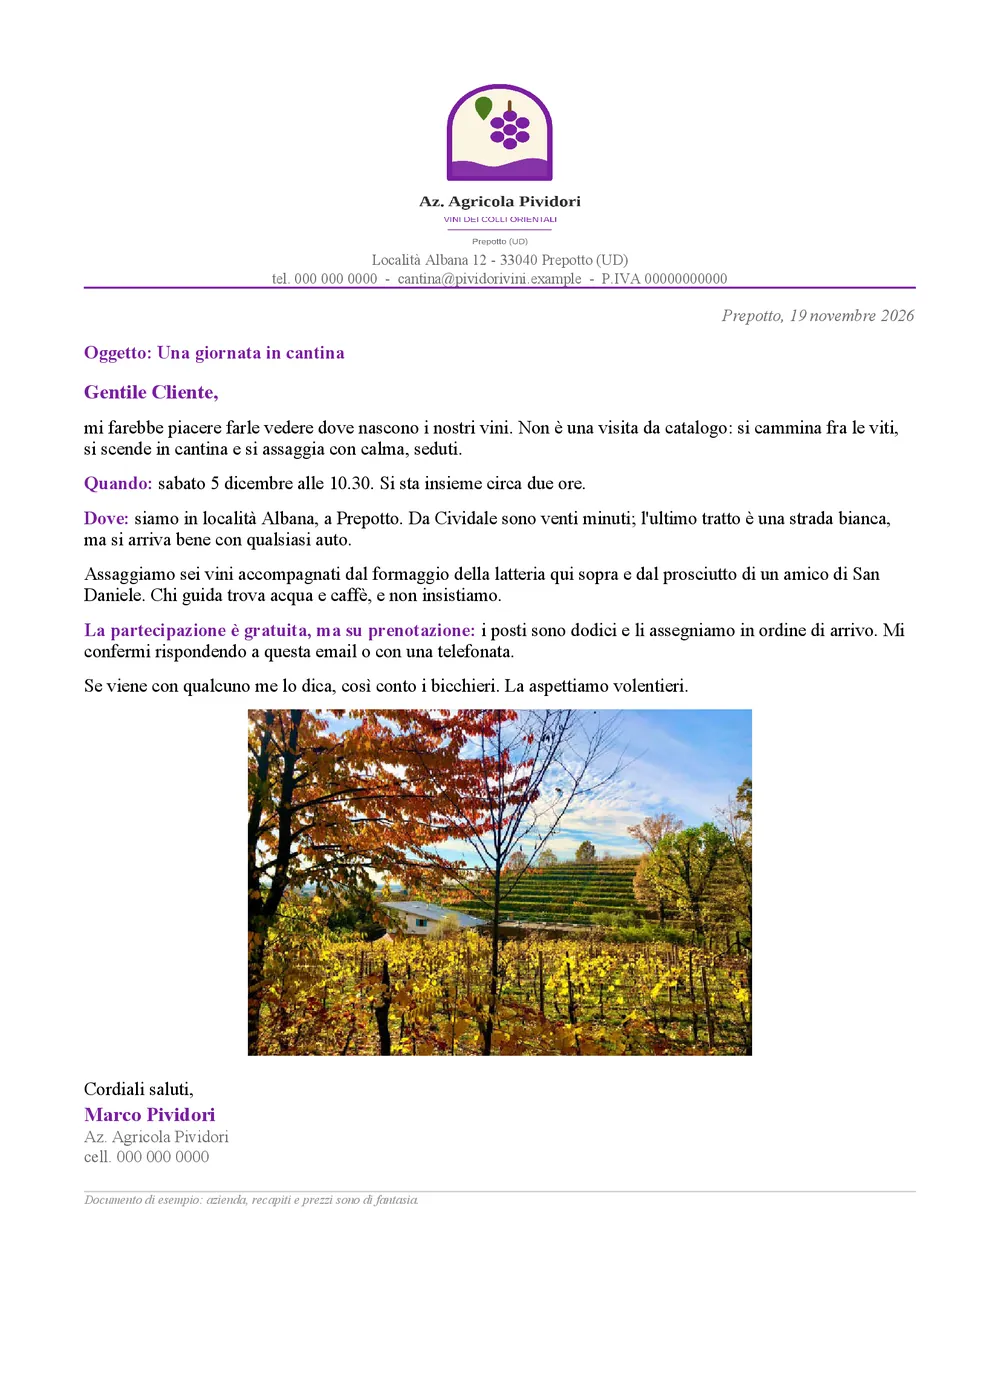 Az. Agricola Pividori
VINI DEI COLLI ORIENTALI
Prepotto (UD)
Località Albana 12 - 33040 Prepotto (UD)
tel. 000 000 0000 - cantina@pividorivini.example - P.IVA 00000000000
Prepotto, 19 novembre 2026
Oggetto: Una giornata in cantina
Gentile Cliente,
mi farebbe piacere farle vedere dove nascono i nostri vini. Non è una visita da catalogo: si cammina fra le viti,
si scende in cantina e si assaggia con calma, seduti.
Quando: sabato 5 dicembre alle 10.30. Si sta insieme circa due ore.
Dove: siamo in località Albana, a Prepotto. Da Cividale sono venti minuti; l'ultimo tratto è una strada bianca,
ma si arriva bene con qualsiasi auto.
Assaggiamo sei vini accompagnati dal formaggio della latteria qui sopra e dal prosciutto di un amico di San
Daniele. Chi guida trova acqua e caffè, e non insistiamo.
La partecipazione è gratuita, ma su prenotazione: i posti sono dodici e li assegniamo in ordine di arrivo. Mi
confermi rispondendo a questa email o con una telefonata.
Se viene con qualcuno me lo dica, così conto i bicchieri. La aspettiamo volentieri.
Cordiali saluti,
Marco Pividori
Az. Agricola Pividori
cell. 000 000 0000
Documento di esempio: azienda, recapiti e prezzi sono di fantasia.